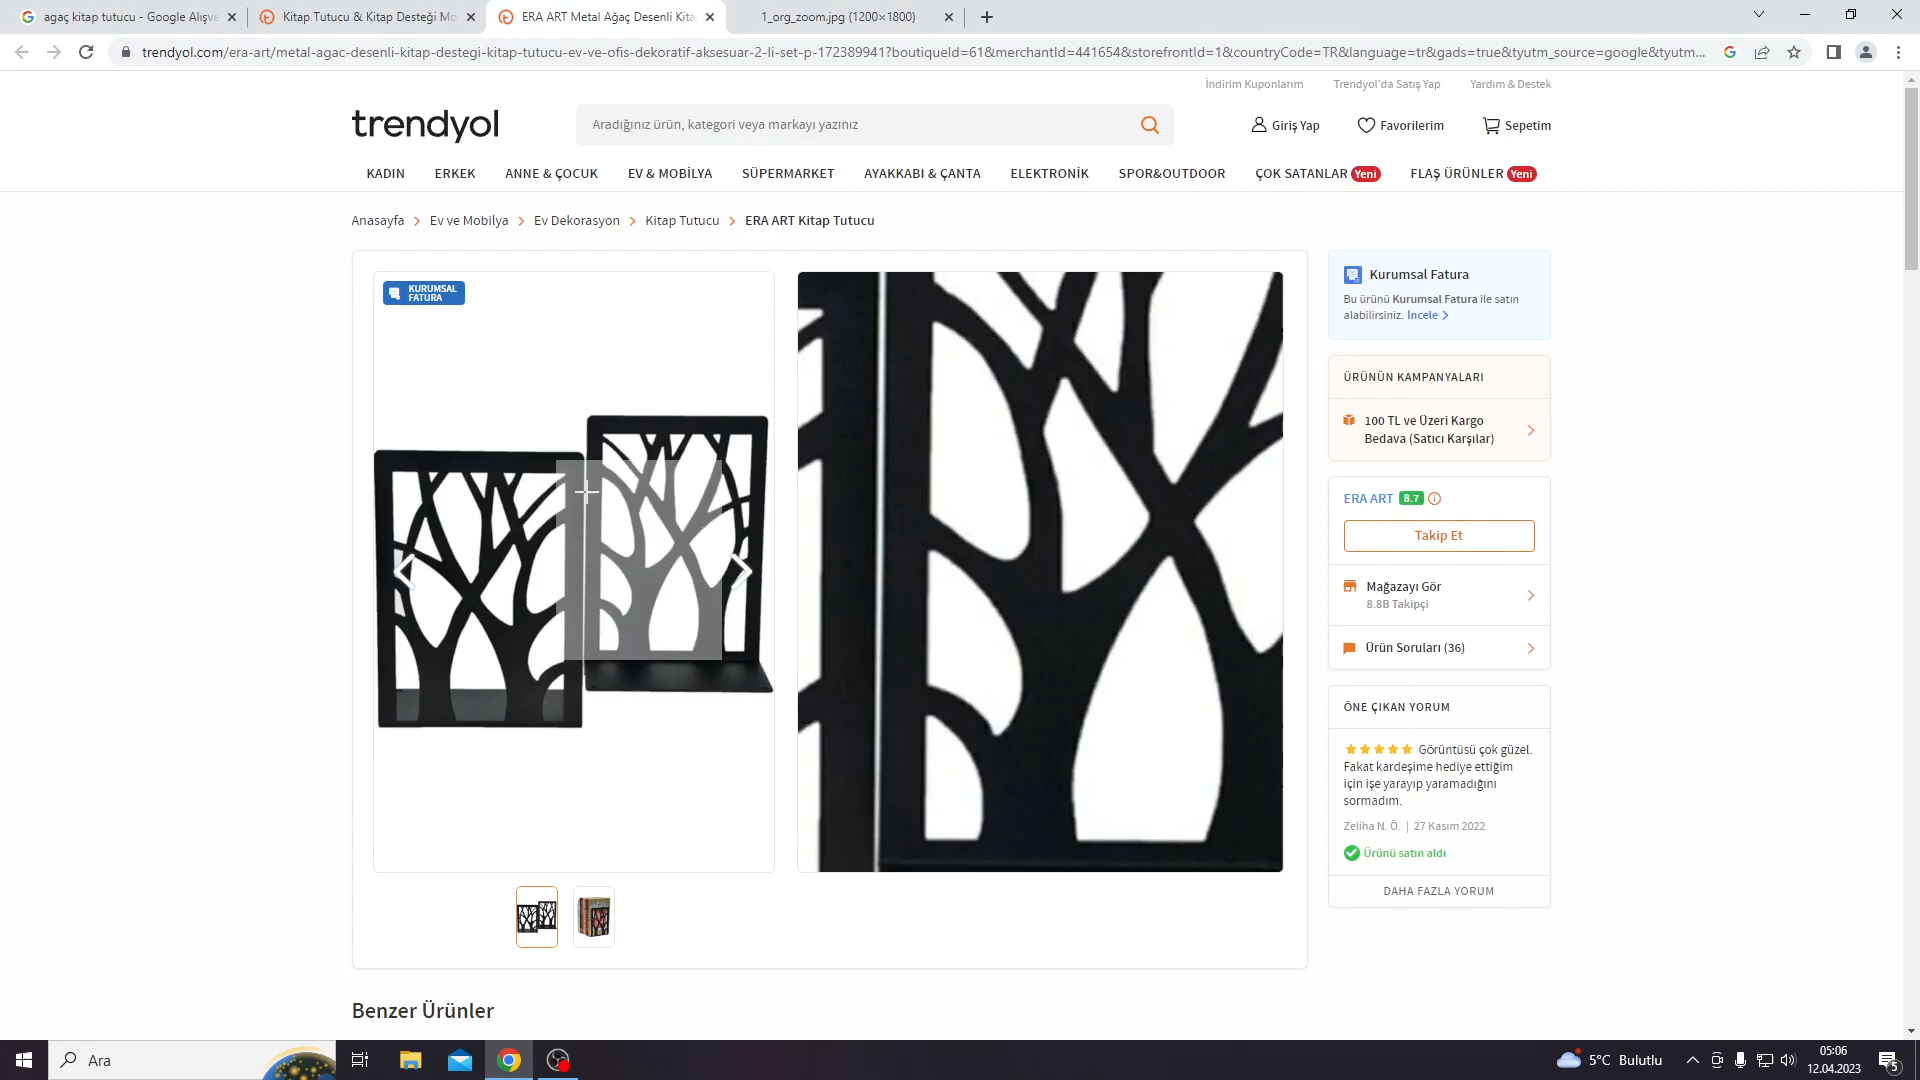 agaç kitap tutucu - Google Alışve
Kitap Tutucu & Kitap Desteği Mo
ERA ART Metal Ağaç Desenli Kita
1_org_zoom.jpg (1200×1800)
trendyol.com/era-art/metal-agac-desenli-kitap-destegi-kitap-tutucu-ev-ve-ofis-dekoratif-aksesuar-2-li-set-p-172389941?boutiqueId=61&merchantId=441654&storefrontId=1&countryCode=TR&language=tr&gads=true&tyutm_source=google&tyutm...
İndirim Kuponlarım
Trendyol'da Satış Yap
Yardım & Destek
trendyol
Aradığınız ürün, kategori veya markayı yazınız
Giriş Yap
Favorilerim
Sepetim
KADIN
ERKEK
ANNE & ÇOCUK
EV & MOBİLYA
SÜPERMARKET
AYAKKABI & ÇANTA
ELEKTRONİK
SPOR&OUTDOOR
ÇOK SATANLAR Yeni
FLAŞ ÜRÜNLER Yeni
Anasayfa
Ev ve Mobilya
Ev Dekorasyon
Kitap Tutucu
ERA ART Kitap Tutucu
KURUMSAL
FATURA
Kurumsal Fatura
Bu ürünü Kurumsal Fatura ile satın
alabilirsiniz. İncele
ÜRÜNÜN KAMPANYALARI
100 TL ve Üzeri Kargo
Bedava (Satıcı Karşılar)
ERA ART 8.7
Takip Et
Mağazayı Gör
8.8B Takipçi
Ürün Soruları (36)
ÖNE ÇIKAN YORUM
Görüntüsü çok güzel.
Fakat kardeşime hediye ettiğim
için işe yarayıp yaramadığını
sormadım.
Zeliha N. Ö. | 27 Kasım 2022
Ürünü satın aldı
DAHA FAZLA YORUM
Benzer Ürünler
Ara
5°C Bulutlu
05:06
12.04.2023
5